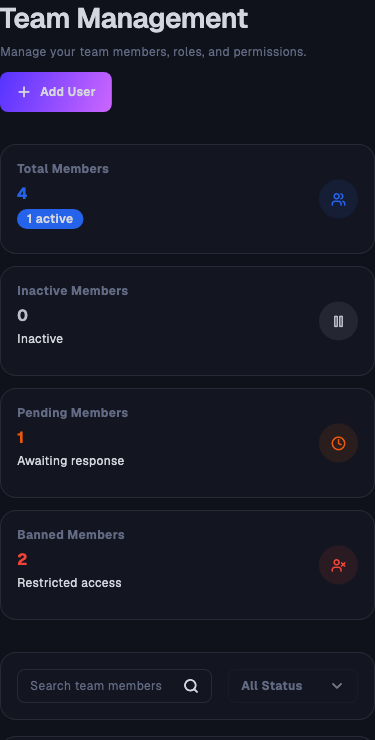 Team Management
Manage your team members, roles, and permissions.
Add User
Total Members
4
1 active
Inactive Members
0
Inactive
Pending Members
1
Awaiting response
Banned Members
2
Restricted access
Search team members
All Status